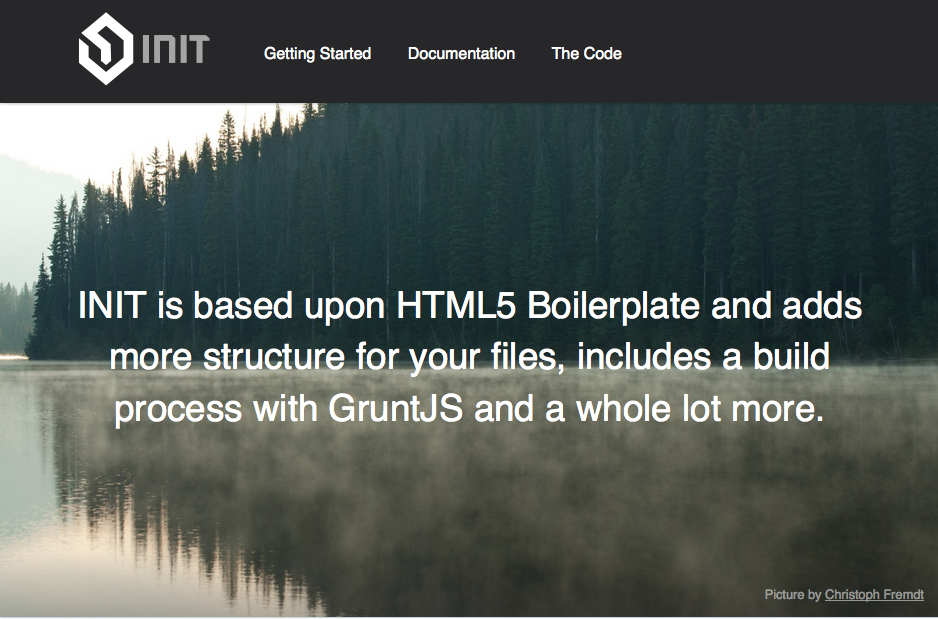 INIT
Getting Started Documentation The Code
INIT is based upon HTML5 Boilerplate and adds
more structure for your files, includes a build
process with GruntJS and a whole lot more.
Picture by Christoph Fremdt